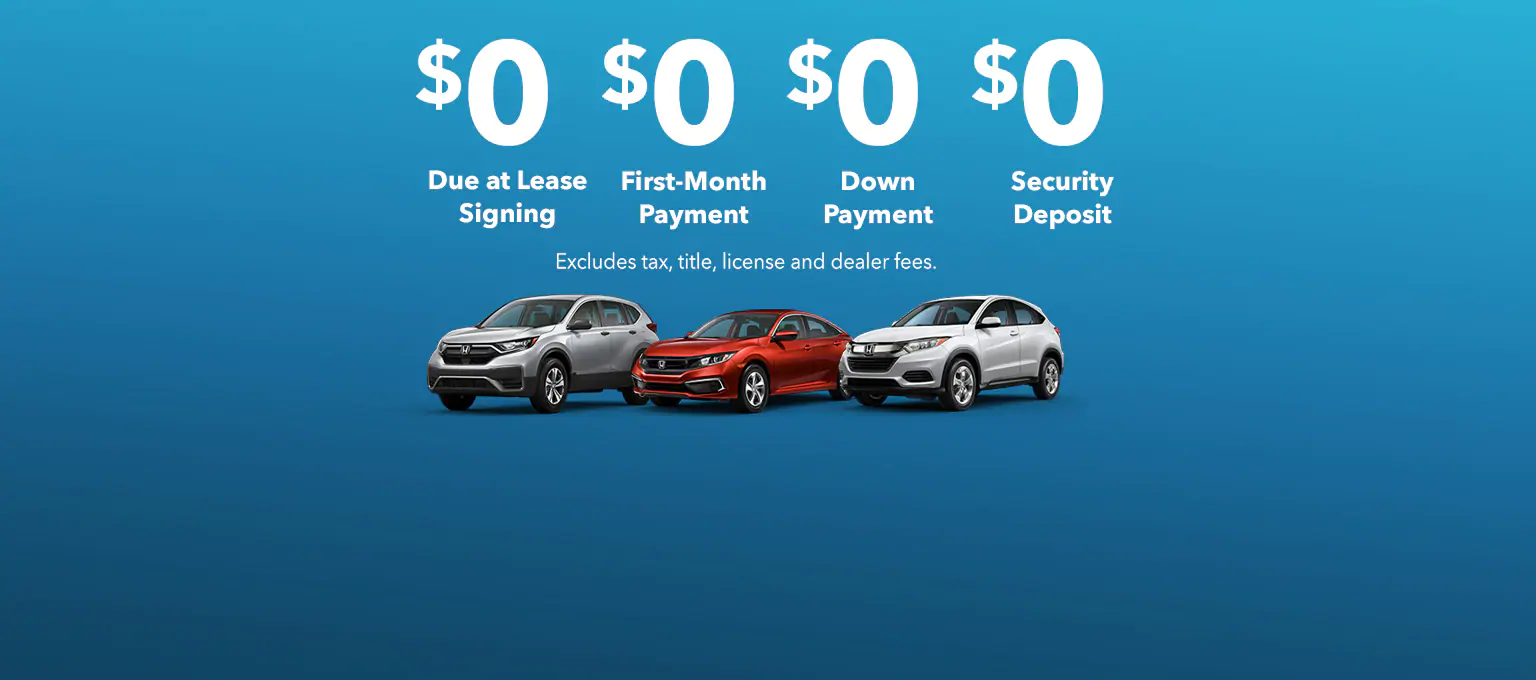 $0 $0 $0 $0
Due at Lease
Signing
First-Month
Payment
Down
Payment
Security
Deposit
Excludes tax, title, license and dealer fees.